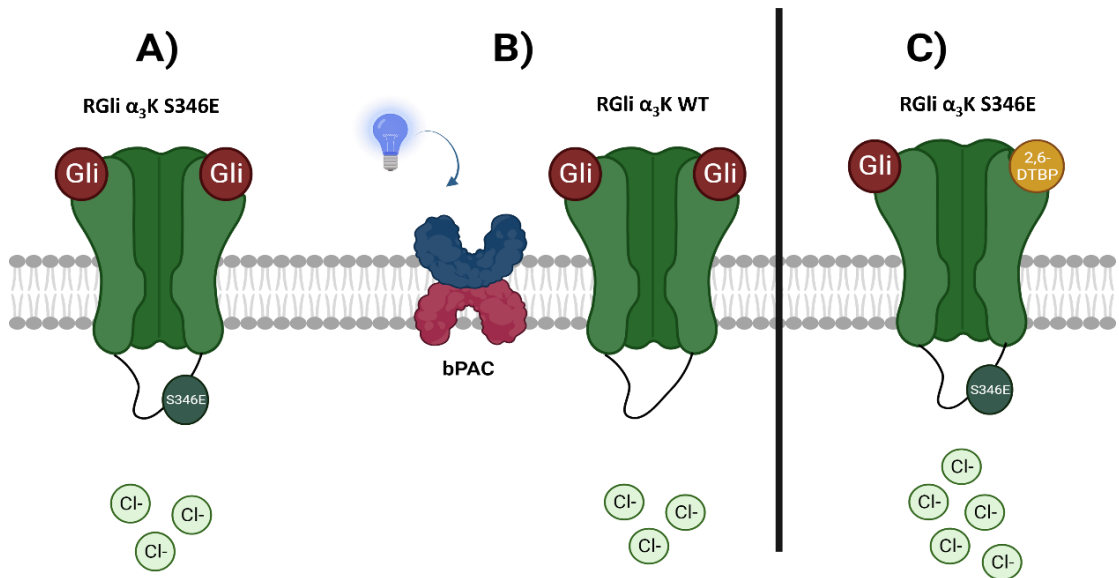 A)
B)
C)
RGli α₃K S346E
RGli α₃K WT
RGli α₃K S346E
Gli
Gli
Gli
Gli
Gli
2,6-
DTBP
bPAC
S346E
S346E
Cl-
Cl-
Cl-
Cl-
Cl-
Cl-
Cl-
Cl-
Cl-
Cl-
Cl-